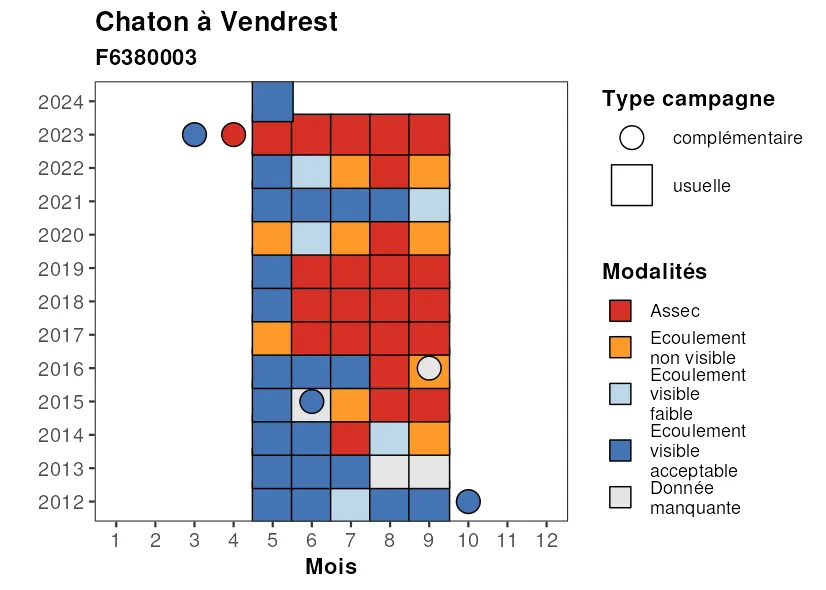 Chaton à Vendrest
F6380003
2024
2023
2022
2021
2020
2019
2018
2017
2016
2015
2014
2013
2012
1 2 3 4 5 6 7 8 9 10 11 12
Mois
Type campagne
complémentaire
usuelle
Modalités
Assec
Ecoulement
non visible
Ecoulement
visible
faible
Ecoulement
visible
acceptable
Donnée
manquante